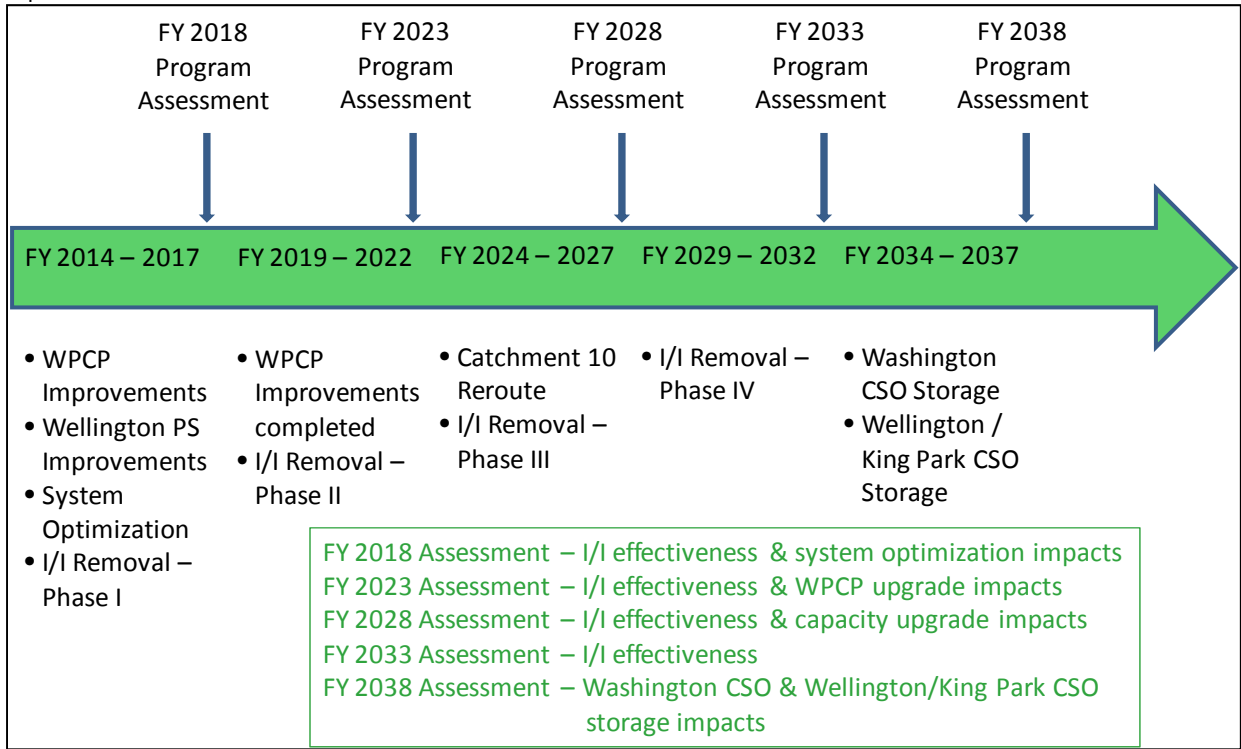 FY 2018
Program
Assessment
FY 2023
Program
Assessment
FY 2028
Program
Assessment
FY 2033
Program
Assessment
FY 2038
Program
Assessment
FY 2014 – 2017
FY 2019 – 2022
FY 2024 – 2027
FY 2029 – 2032
FY 2034 – 2037
• WPCP
Improvements
• Wellington PS
Improvements
• System
Optimization
• I/I Removal –
Phase I
• WPCP
Improvements
completed
• I/I Removal –
Phase II
• Catchment 10
Reroute
• I/I Removal –
Phase III
• I/I Removal –
Phase IV
• Washington
CSO Storage
• Wellington /
King Park CSO
Storage
FY 2018 Assessment – I/I effectiveness & system optimization impacts
FY 2023 Assessment – I/I effectiveness & WPCP upgrade impacts
FY 2028 Assessment – I/I effectiveness & capacity upgrade impacts
FY 2033 Assessment – I/I effectiveness
FY 2038 Assessment – Washington CSO & Wellington/King Park CSO
storage impacts